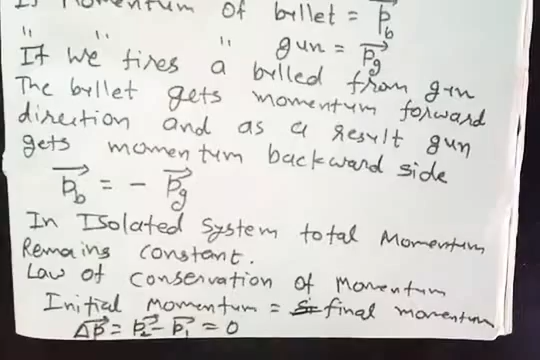 If Momentum of bullet = p⃗b
" " " gun = p⃗g
If we fires a bulled from gun
The bullet gets momentum forward
direction and as a result gun
gets momentum backward side
p⃗b = - p⃗g
In Isolated System total Momentum
Remains constant.
Law of conservation of Momentum
Initial Momentum = final momentum
Δp⃗ = p⃗2 - p⃗1 = 0